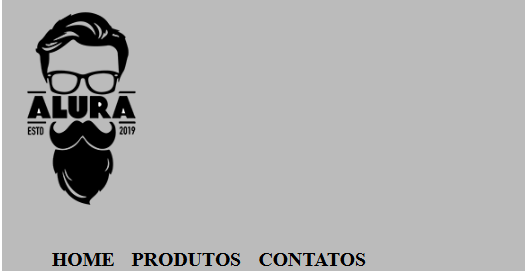 ALURA
ESTD 2019
HOME PRODUTOS CONTATOS